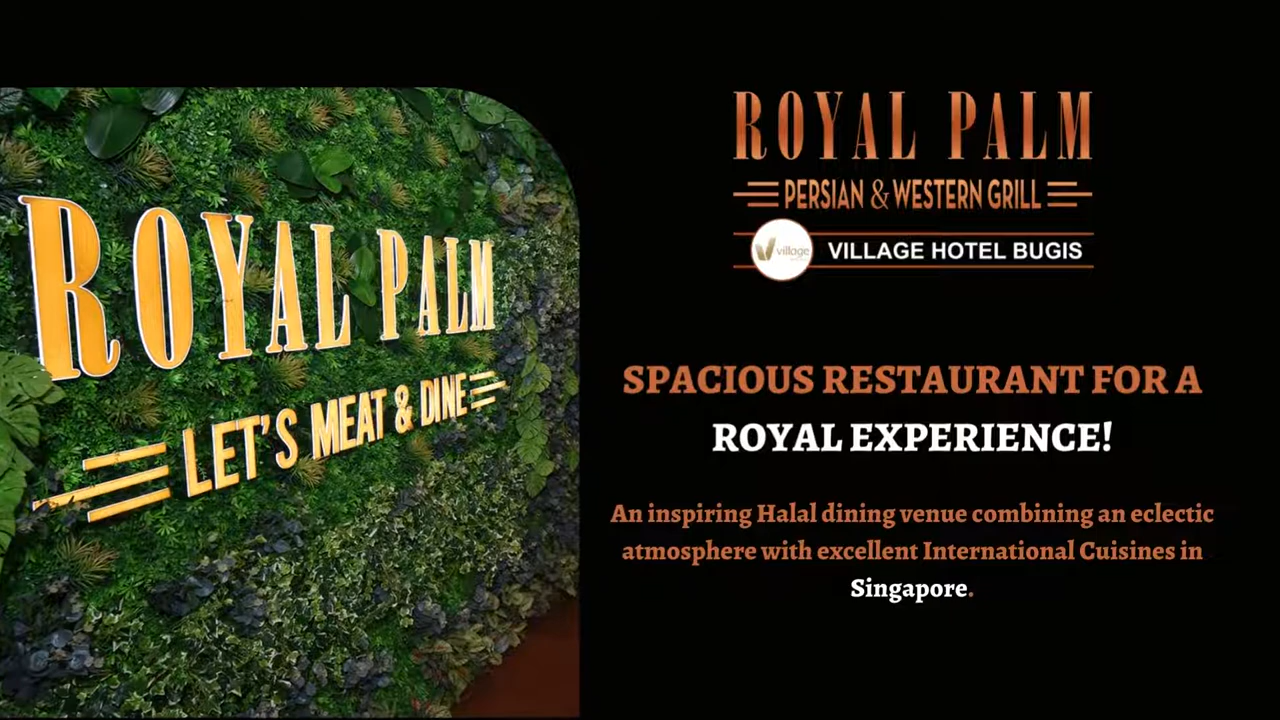 ROYAL PALM
LET'S MEAT & DINE
ROYAL PALM
PERSIAN & WESTERN GRILL
village
VILLAGE HOTEL BUGIS
SPACIOUS RESTAURANT FOR A
ROYAL EXPERIENCE!
An inspiring Halal dining venue combining an eclectic
atmosphere with excellent International Cuisines in
Singapore.